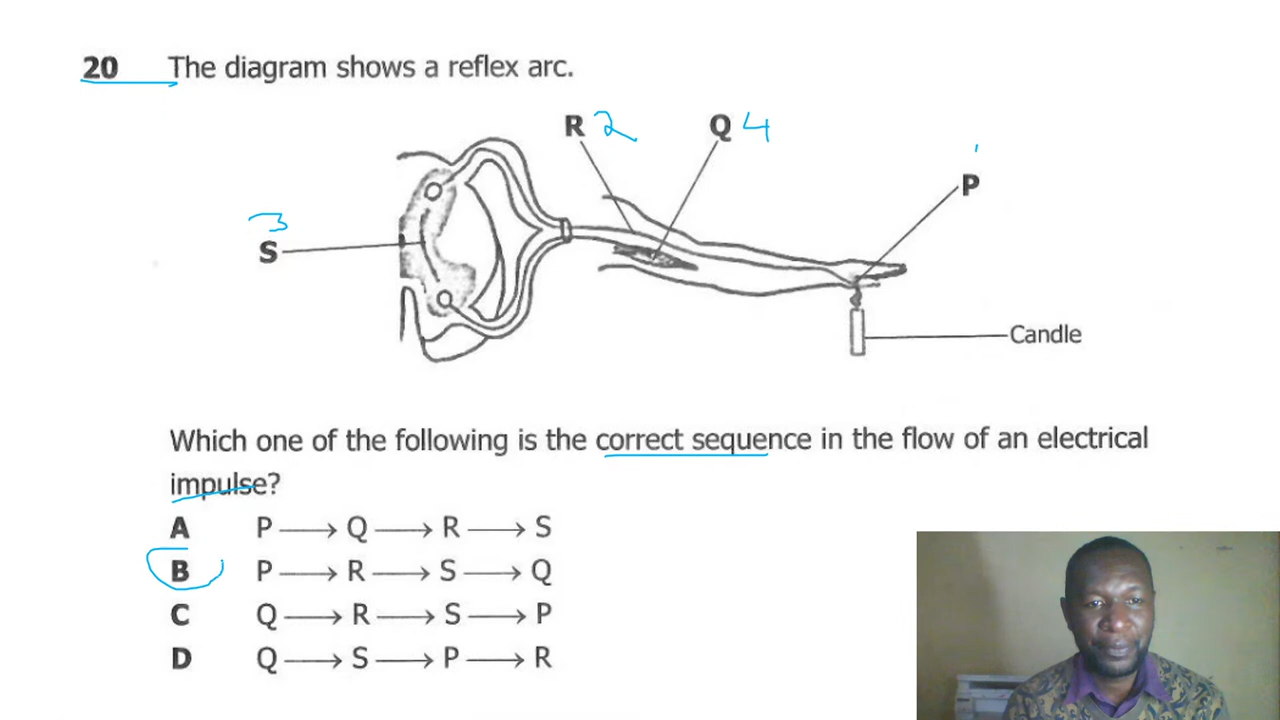 20 The diagram shows a reflex arc.
R 2 Q 4
' P
3
S
Candle
Which one of the following is the correct sequence in the flow of an electrical
impulse?
A P → Q → R → S
B P → R → S → Q
C Q → R → S → P
D Q → S → P → R